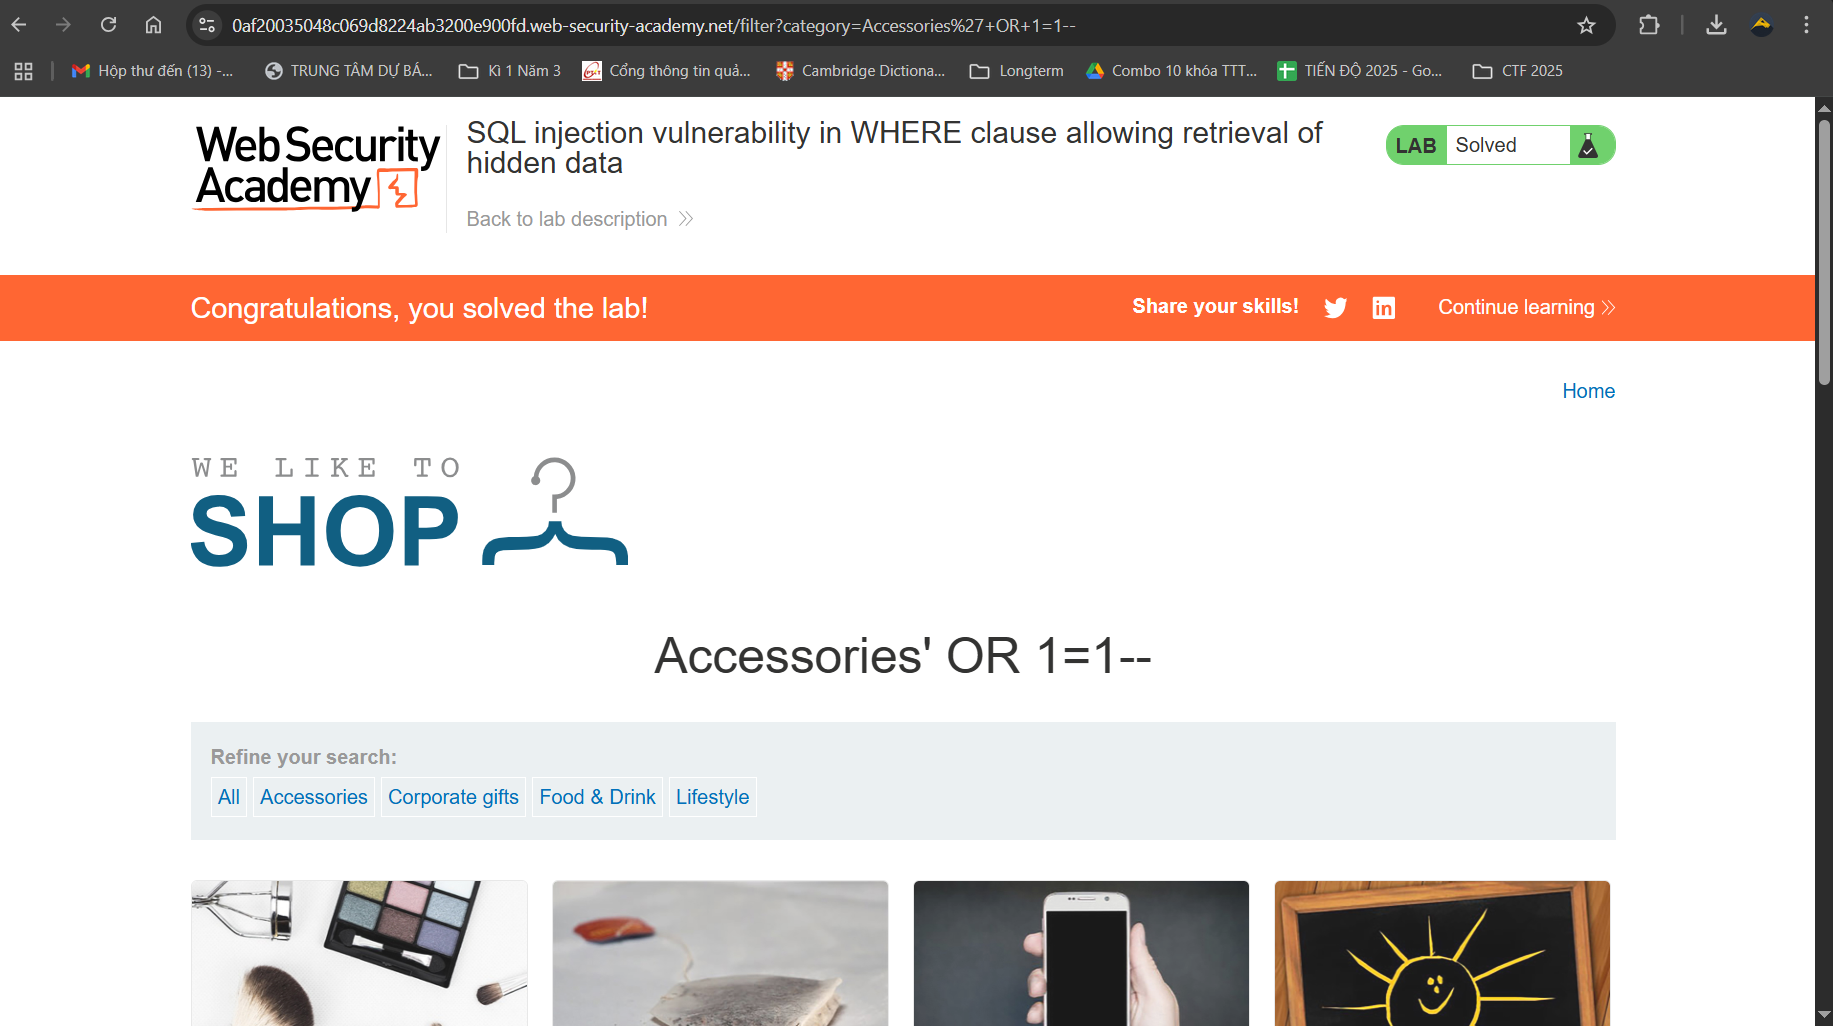 0af20035048c069d8224ab3200e900fd.web-security-academy.net/filter?category=Accessories%27+OR+1=1--
Hộp thư đến (13) -... TRUNG TÂM DỰ BÁ... Kì 1 Năm 3 Cổng thông tin quả... Cambridge Dictiona... Longterm Combo 10 khóa TTT... TIẾN ĐỘ 2025 - Go... CTF 2025
Web Security
Academy
SQL injection vulnerability in WHERE clause allowing retrieval of
hidden data
LAB Solved
Back to lab description
Congratulations, you solved the lab! Share your skills! Continue learning
Home
WE LIKE TO
SHOP
Accessories' OR 1=1--
Refine your search:
All Accessories Corporate gifts Food & Drink Lifestyle